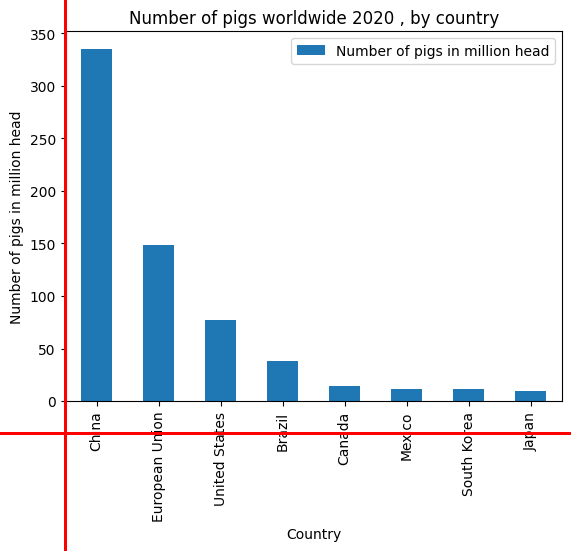 Number of pigs worldwide 2020 , by country
Number of pigs in million head
Number of pigs in million head
350
300
250
200
150
100
50
0
China
European Union
United States
Brazil
Canada
Mexico
South Korea
Japan
Country